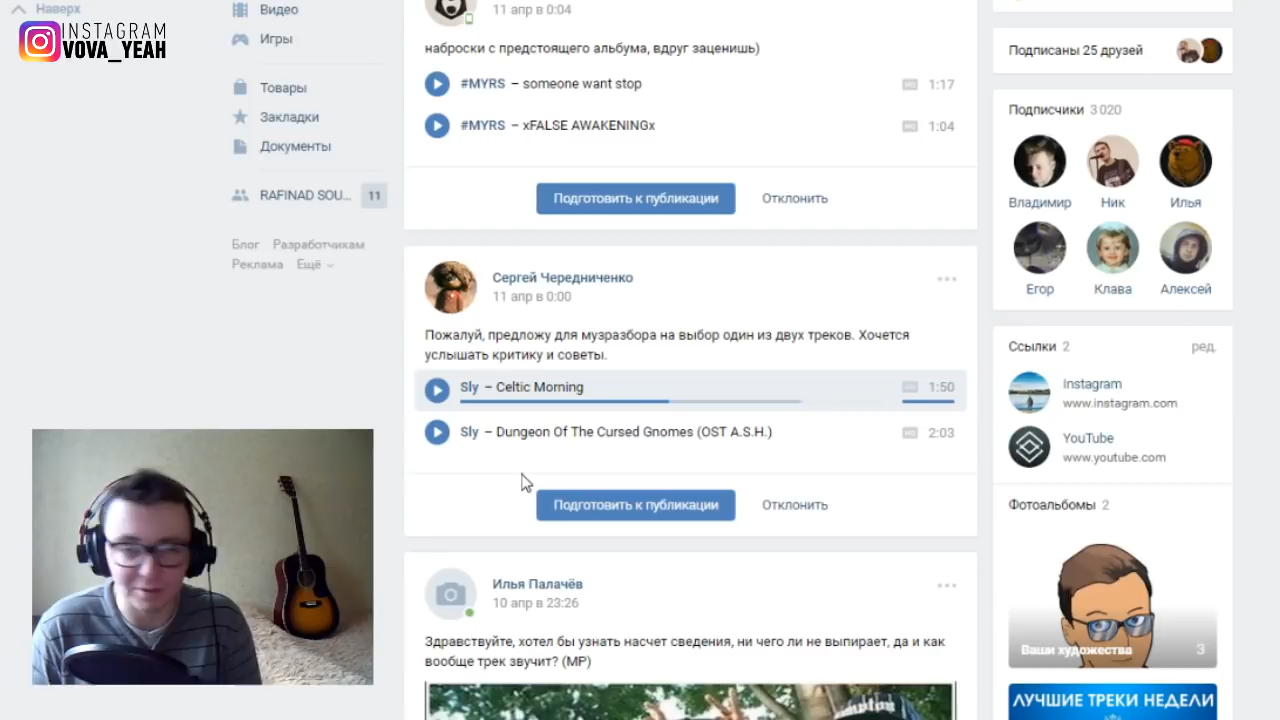 Наверх
INSTAGRAM
VOVA_YEAH
Видео
Игры
Товары
Закладки
Документы
RAFINAD SOU... 11
Блог Разработчикам
Реклама Ещё
11 апр в 0:04
наброски с предстоящего альбома, вдруг заценишь)
#MYRS – someone want stop HQ 1:17
#MYRS – xFALSE AWAKENINGx HQ 1:04
Подготовить к публикации Отклонить
Сергей Чередниченко
11 апр в 0:00
Пожалуй, предложу для музразбора на выбор один из двух треков. Хочется
услышать критику и советы.
Sly – Celtic Morning HQ 1:50
Sly – Dungeon Of The Cursed Gnomes (OST A.S.H.) HQ 2:03
Подготовить к публикации Отклонить
Илья Палачёв
10 апр в 23:26
Здравствуйте, хотел бы узнать насчет сведения, ни чего ли не выпирает, да и как
вообще трек звучит? (МР)
Подписаны 25 друзей
Подписчики 3 020
Владимир Ник Илья
Егор Клава Алексей
Ссылки 2 ред.
Instagram
www.instagram.com
YouTube
www.youtube.com
Фотоальбомы 2
Ваши художества 3
ЛУЧШИЕ ТРЕКИ НЕДЕЛИ